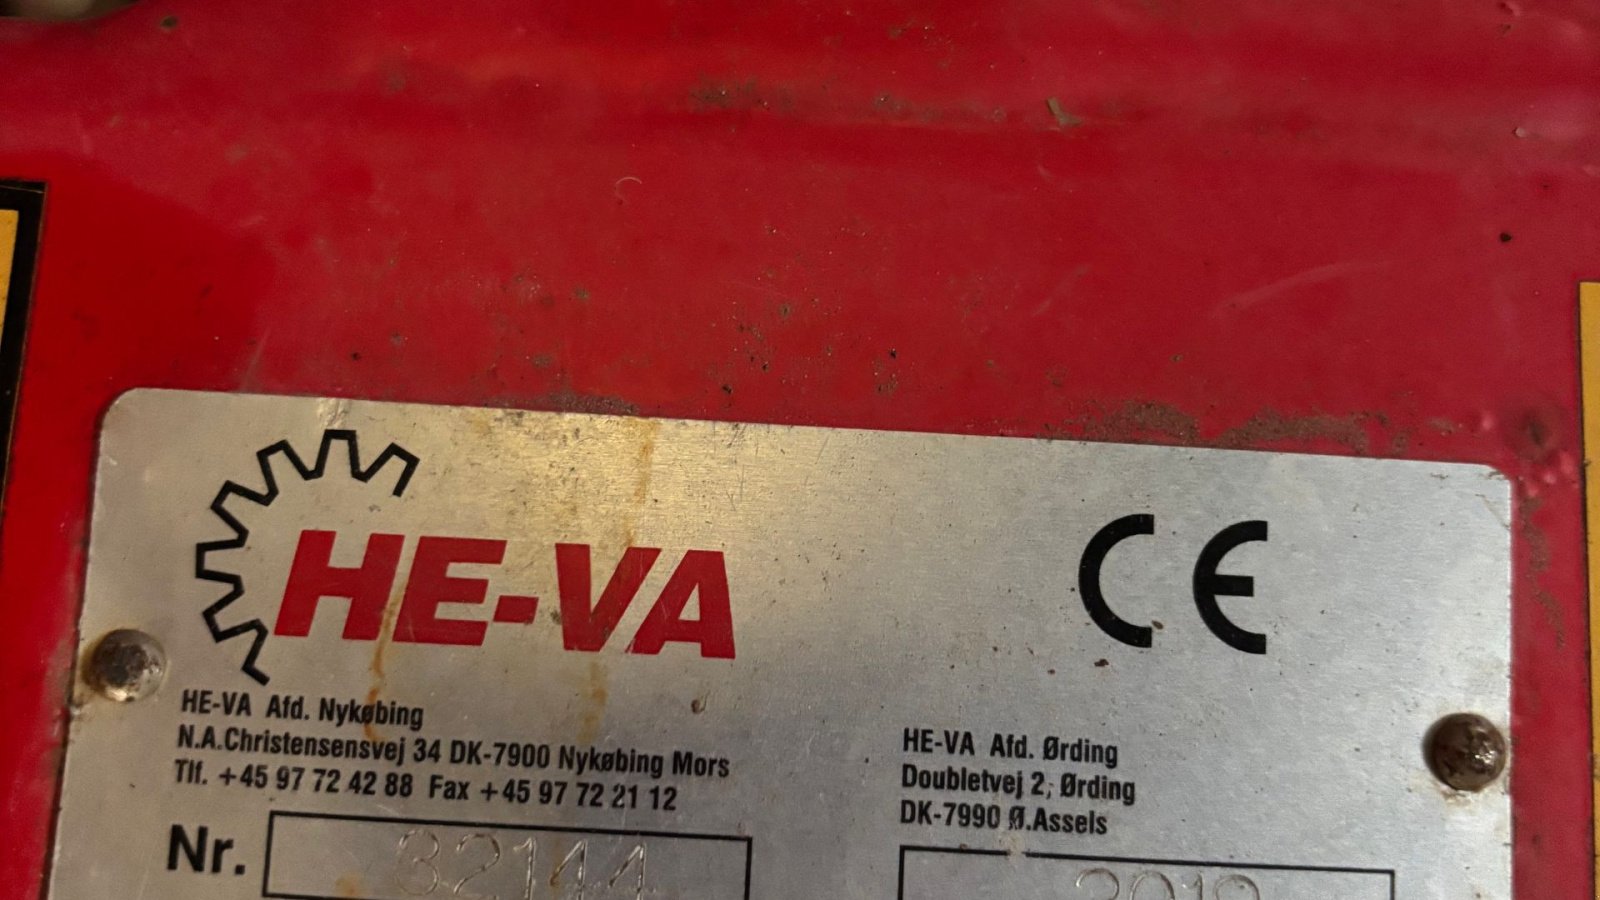 HE-VA
CE
HE-VA Afd. Nykøbing
N.A.Christensensvej 34 DK-7900 Nykøbing Mors
Tlf. +45 97 72 42 88 Fax +45 97 72 21 12
HE-VA Afd. Ørding
Doubletvej 2, Ørding
DK-7990 Ø.Assels
Nr. 32144